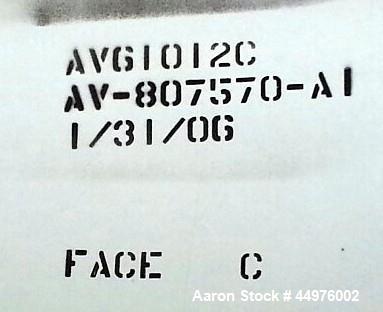 AVG1012C
AV-807570-A1
1/31/06
FACE C
Aaron Stock # 44976002